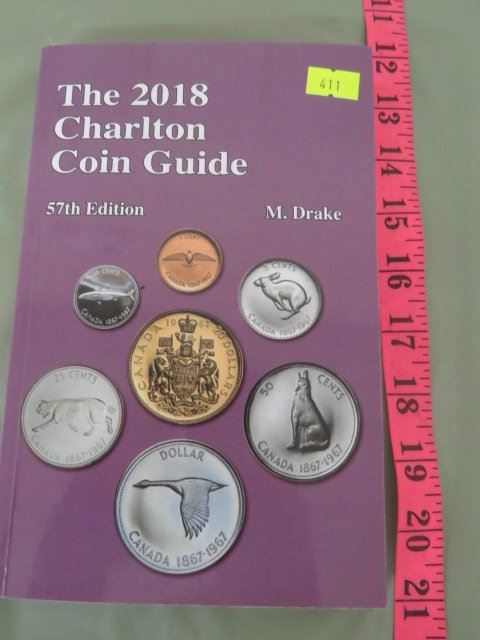 The 2018
Charlton
Coin Guide
411
57th Edition
M. Drake
1 CENT
CANADA 1867-1967
10 CENTS
CANADA 1867-1967
5 CENTS
CANADA 1867-1967
CANADA 1967 20 DOLLARS
25 CENTS
CANADA 1867-1967
50 CENTS
CANADA 1867-1967
DOLLAR
CANADA 1867-1967
11
12
13
14
15
16
17
18
19
20
21